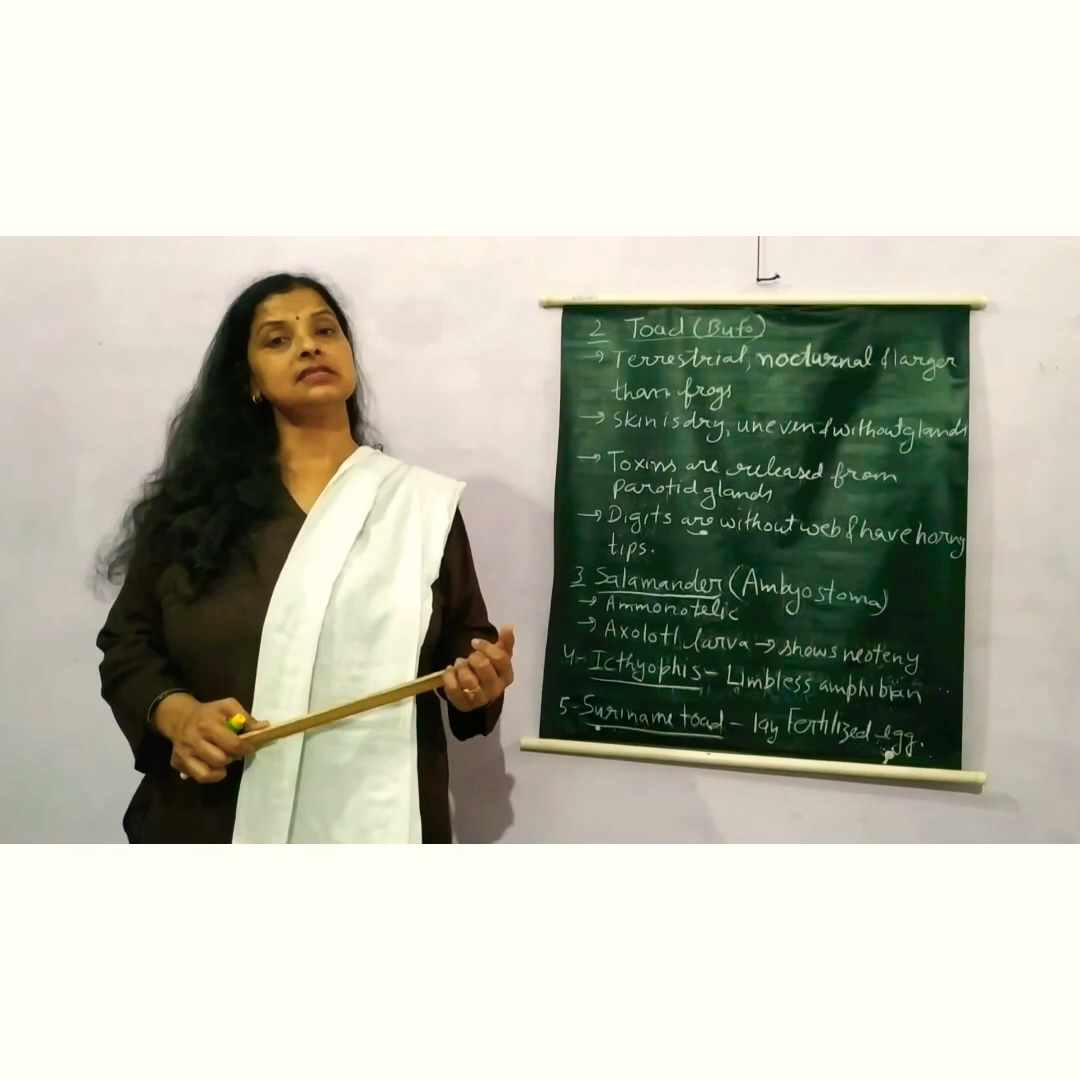 2 Toad (Bufo)
→ Terrestrial, nocturnal & larger
than frogs
→ Skin is dry, uneven & without glands
→ Toxins are released from
parotid glands
→ Digits are without web & have horny
tips.
3 Salamander (Ambyostoma)
→ Ammonotelic
→ Axolotl larva → shows neoteny
4- Icthyophis - Limbless amphibian
5- Suriname toad - lay Fertilized egg.